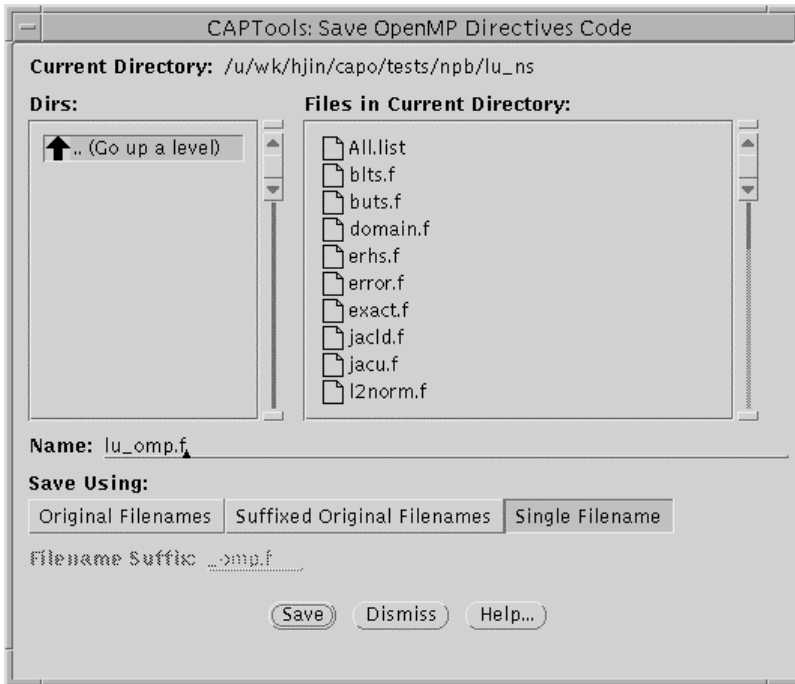 CAPTools: Save OpenMP Directives Code
Current Directory: /u/wk/hjin/capo/tests/npb/lu_ns
Dirs: Files in Current Directory:
.. (Go up a level)
All.list
blts.f
buts.f
domain.f
erhs.f
error.f
exact.f
jacld.f
jacu.f
l2norm.f
Name: lu_omp.f
Save Using:
Original Filenames Suffixed Original Filenames Single Filename
Filename Suffix: _omp.f
Save Dismiss Help...